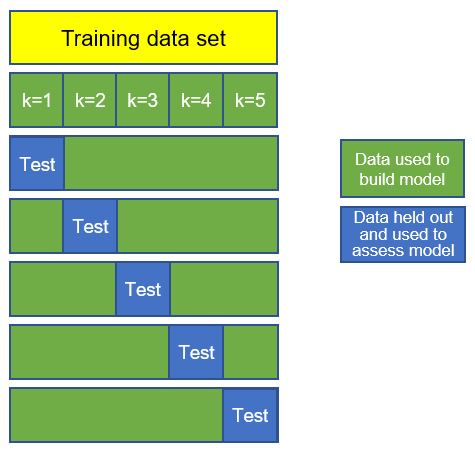 Training data set
k=1 k=2 k=3 k=4 k=5
Test
Test
Test
Test
Test
Data used to
build model
Data held out
and used to
assess model